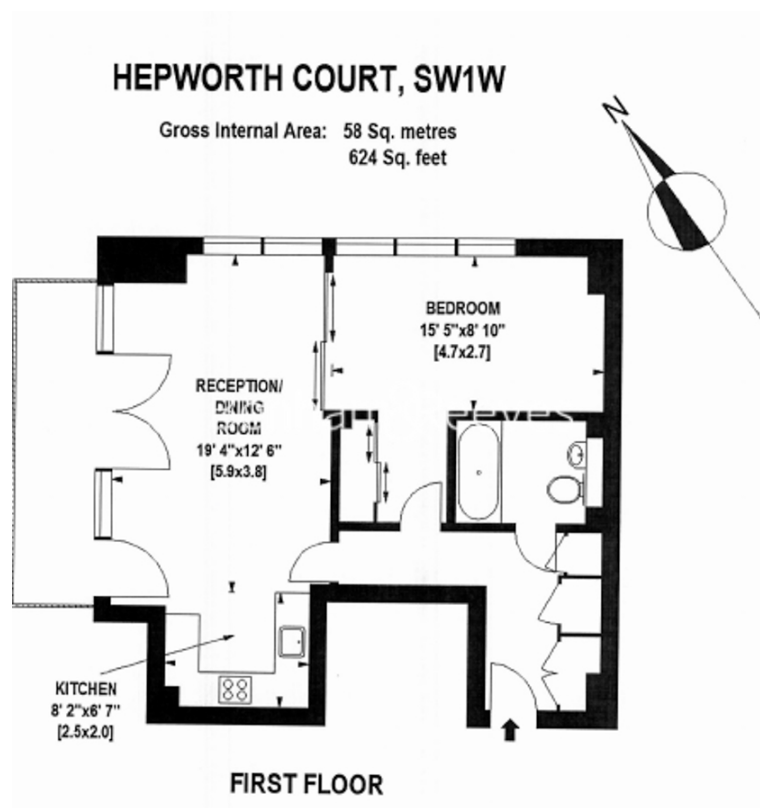 HEPWORTH COURT, SW1W
Gross Internal Area: 58 Sq. metres
624 Sq. feet
N
BEDROOM
15' 5"x8' 10"
[4.7x2.7]
RECEPTION/
DINING
ROOM
19' 4"x12' 6"
[5.9x3.8]
KITCHEN
8' 2"x6' 7"
[2.5x2.0]
FIRST FLOOR